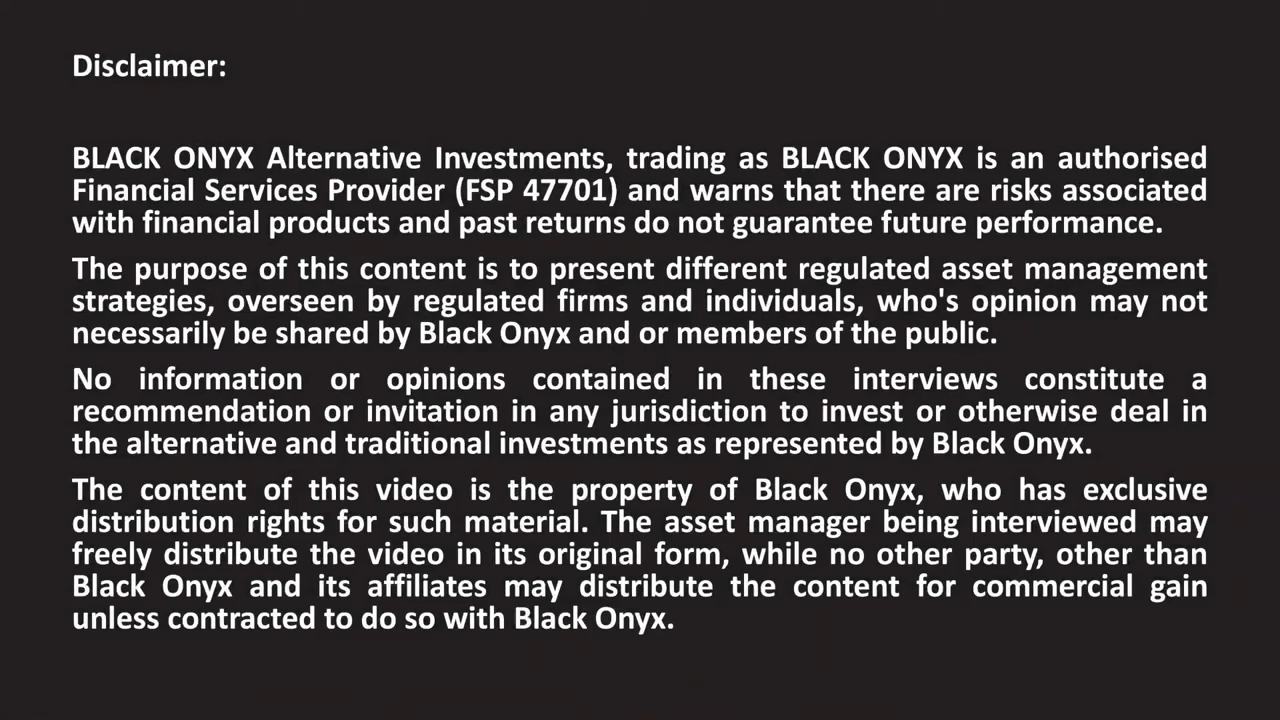 Disclaimer:
BLACK ONYX Alternative Investments, trading as BLACK ONYX is an authorised
Financial Services Provider (FSP 47701) and warns that there are risks associated
with financial products and past returns do not guarantee future performance.
The purpose of this content is to present different regulated asset management
strategies, overseen by regulated firms and individuals, who's opinion may not
necessarily be shared by Black Onyx and or members of the public.
No information or opinions contained in these interviews constitute a
recommendation or invitation in any jurisdiction to invest or otherwise deal in
the alternative and traditional investments as represented by Black Onyx.
The content of this video is the property of Black Onyx, who has exclusive
distribution rights for such material. The asset manager being interviewed may
freely distribute the video in its original form, while no other party, other than
Black Onyx and its affiliates may distribute the content for commercial gain
unless contracted to do so with Black Onyx.